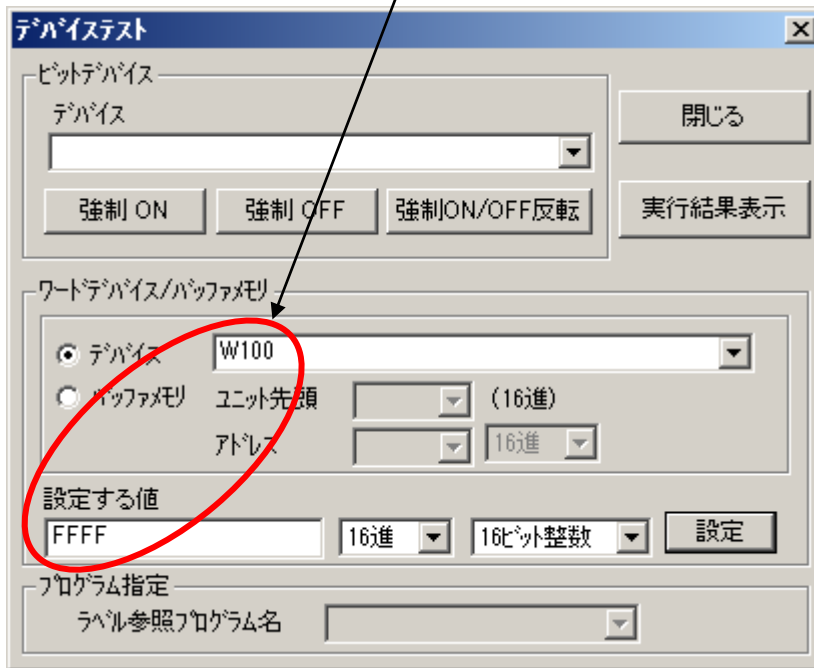 ﾃﾞﾊﾞｲｽﾃｽﾄ
ﾋﾞｯﾄﾃﾞﾊﾞｲｽ
ﾃﾞﾊﾞｲｽ
閉じる
強制 ON 強制 OFF 強制ON/OFF反転
実行結果表示
ﾜｰﾄﾞﾃﾞﾊﾞｲｽ/ﾊﾞｯﾌｧﾒﾓﾘ
ﾃﾞﾊﾞｲｽ W100
ﾊﾞｯﾌｧﾒﾓﾘ ﾕﾆｯﾄ先頭 (16進)
ｱﾄﾞﾚｽ 16進
設定する値
FFFF 16進 16ﾋﾞｯﾄ整数 設定
ﾌﾟﾛｸﾞﾗﾑ指定
ﾗﾍﾞﾙ参照ﾌﾟﾛｸﾞﾗﾑ名